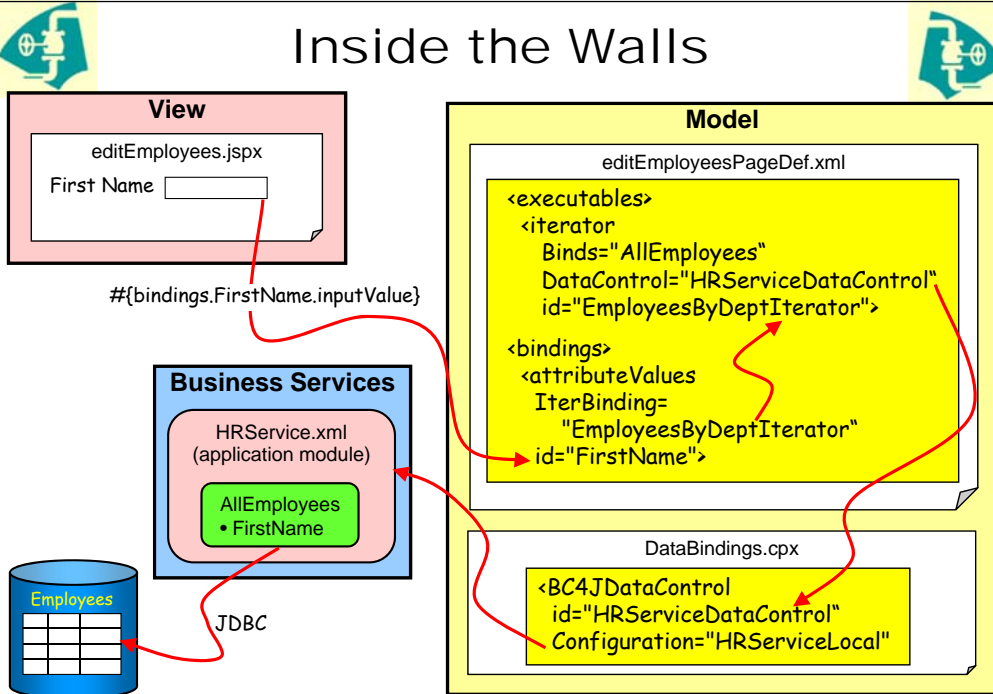 Inside the Walls
View
editEmployees.jspx
First Name
#{bindings.FirstName.inputValue}
Business Services
HRService.xml
(application module)
AllEmployees
• FirstName
Employees
JDBC
Model
editEmployeesPageDef.xml
<executables>
<iterator
Binds="AllEmployees“
DataControl="HRServiceDataControl“
id="EmployeesByDeptIterator">
<bindings>
<attributeValues
IterBinding=
"EmployeesByDeptIterator“
id="FirstName">
DataBindings.cpx
<BC4JDataControl
id="HRServiceDataControl“
Configuration="HRServiceLocal"